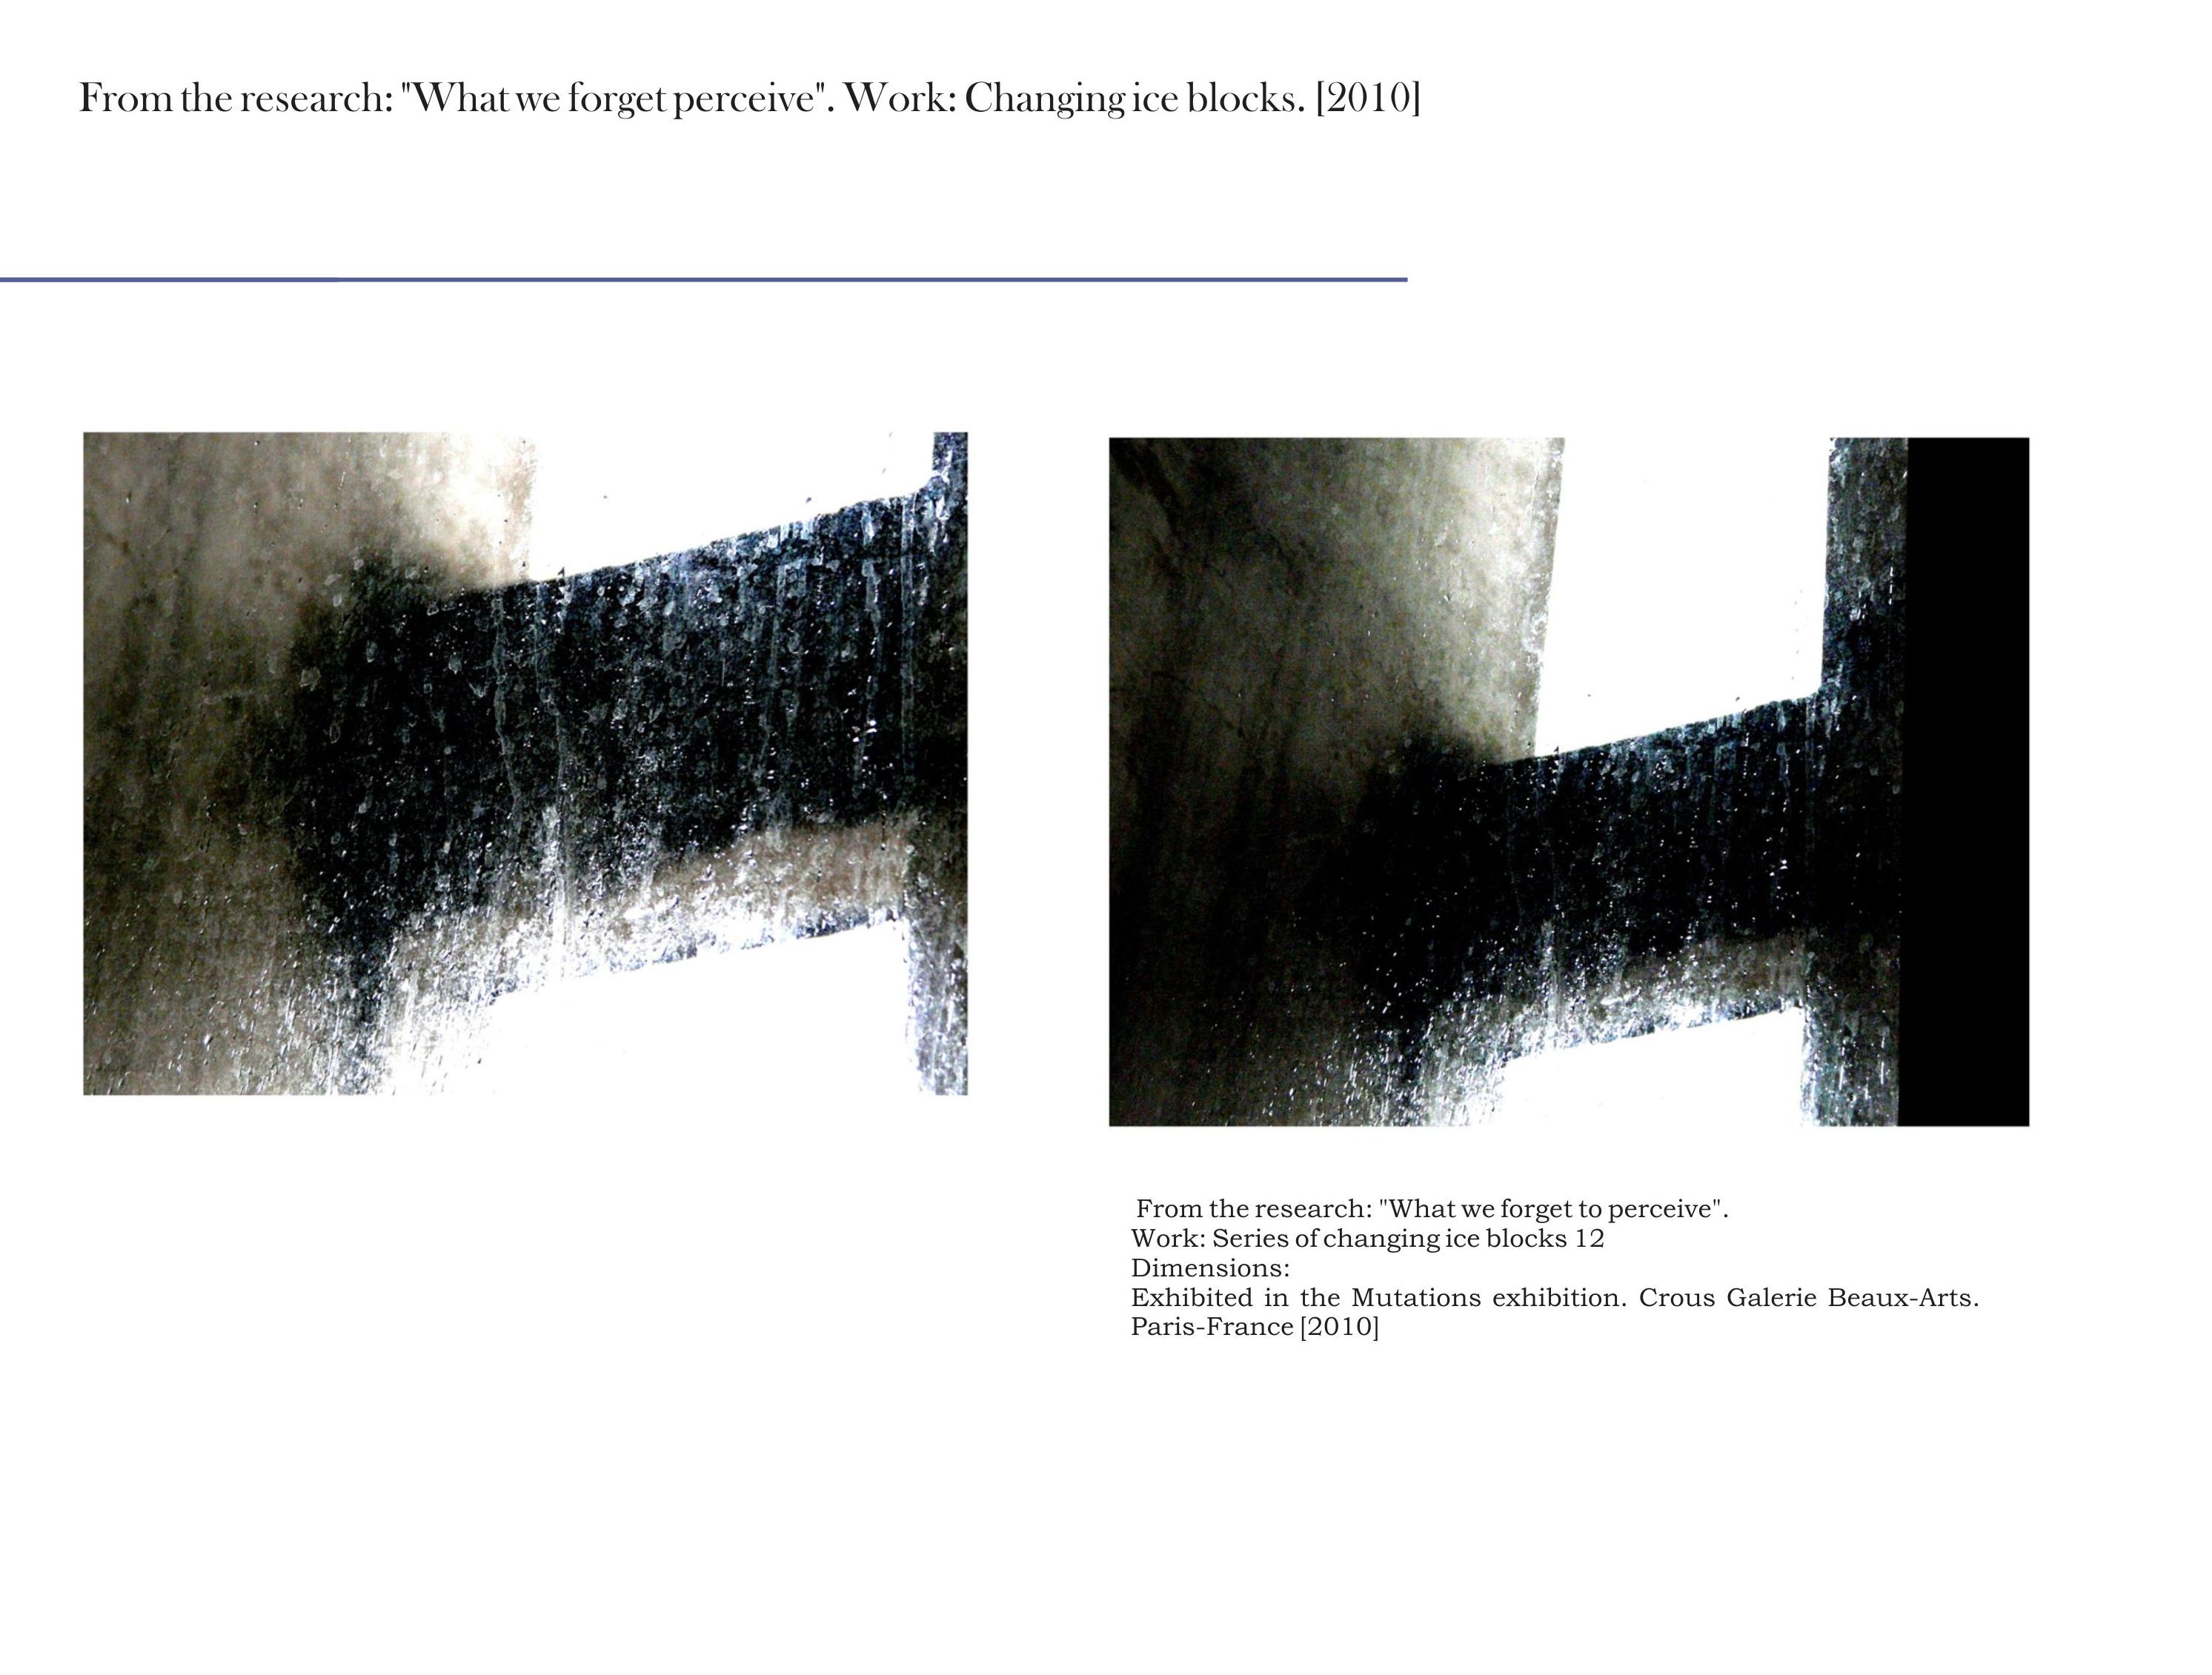 From the research: "What we forget perceive". Work: Changing ice blocks. [2010]
From the research: "What we forget to perceive".
Work: Series of changing ice blocks 12
Dimensions:
Exhibited in the Mutations exhibition. Crous Galerie Beaux-Arts.
Paris-France [2010]